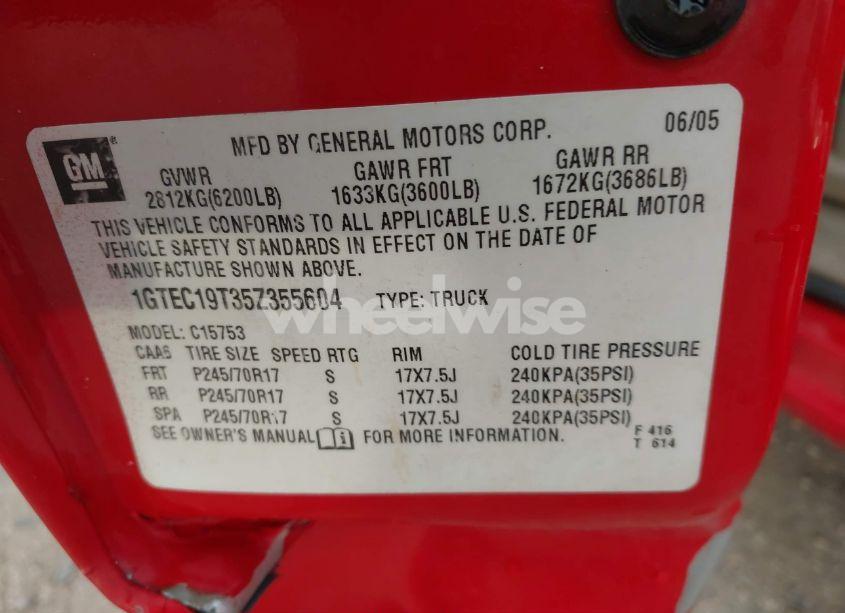 MFD BY GENERAL MOTORS CORP. 06/05
GM
GVWR GAWR FRT GAWR RR
2812KG(6200LB) 1633KG(3600LB) 1672KG(3686LB)
THIS VEHICLE CONFORMS TO ALL APPLICABLE U.S. FEDERAL MOTOR
VEHICLE SAFETY STANDARDS IN EFFECT ON THE DATE OF
MANUFACTURE SHOWN ABOVE.
1GTEC19T35Z355604 TYPE: TRUCK
wheelwise
MODEL: C15753
CAA6 TIRE SIZE SPEED RTG RIM COLD TIRE PRESSURE
FRT P245/70R17 S 17X7.5J 240KPA(35PSI)
RR P245/70R17 S 17X7.5J 240KPA(35PSI)
SPA P245/70R17 S 17X7.5J 240KPA(35PSI)
SEE OWNER'S MANUAL FOR MORE INFORMATION.
F 416
T 614